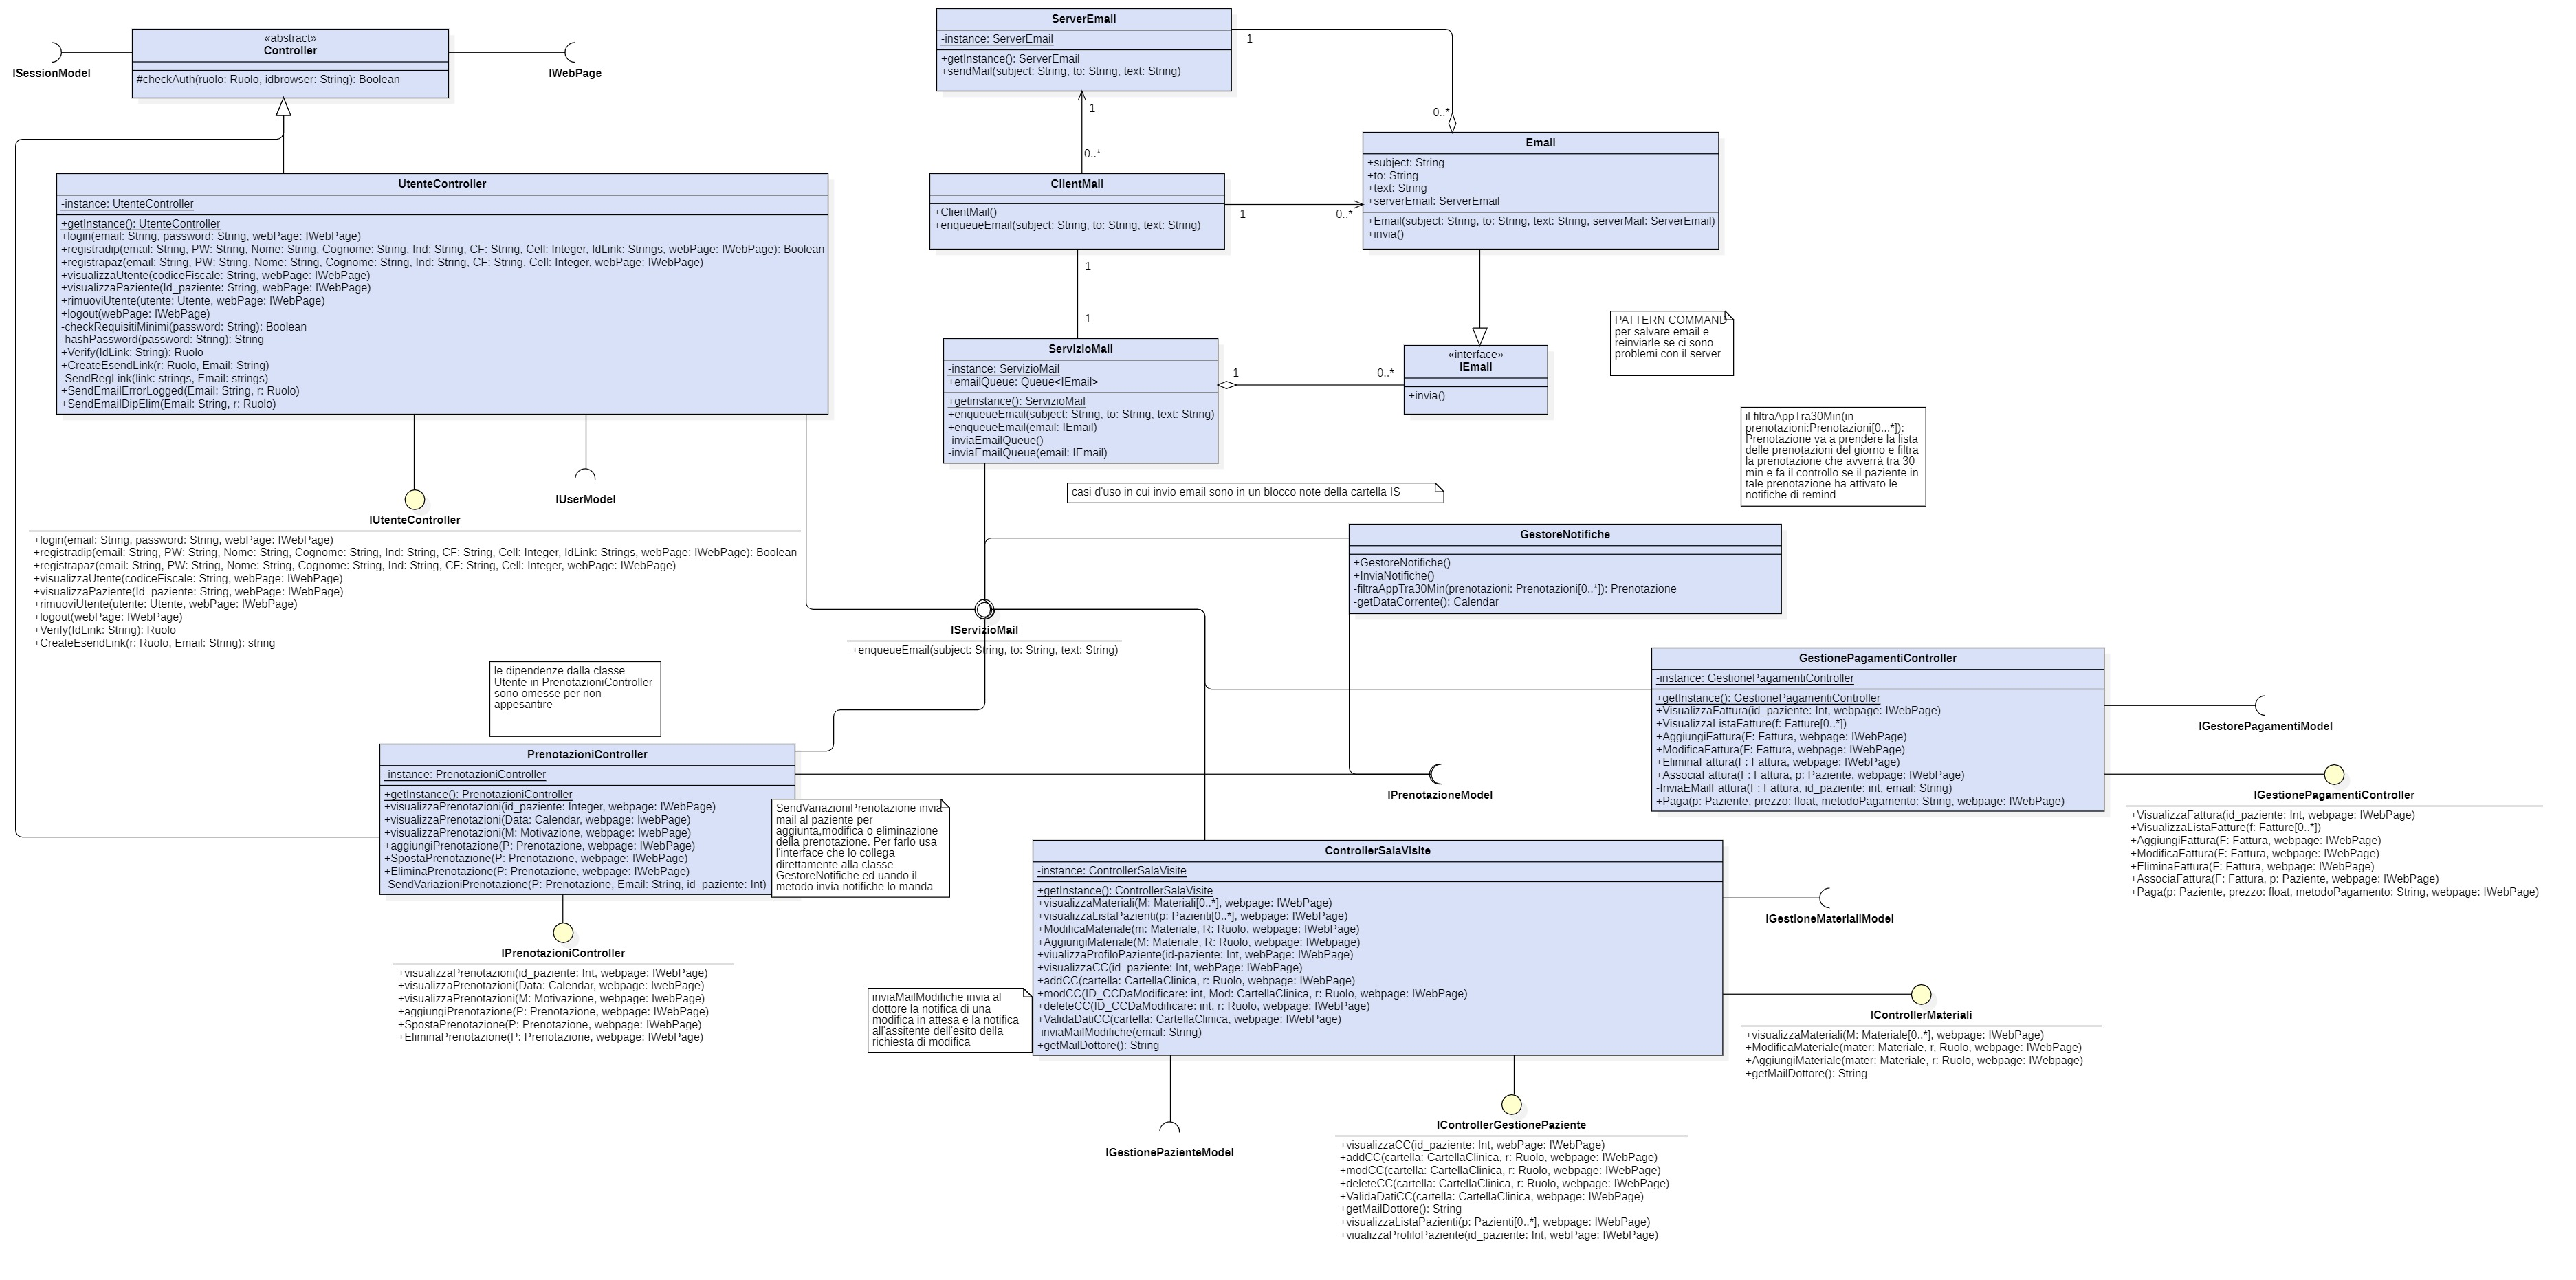 «abstract»
Controller
#checkAuth(ruolo: Ruolo, idbrowser: String): Boolean
ISessionModel
IWebPage
UtenteController
-instance: UtenteController
+getInstance(): UtenteController
+login(email: String, password: String, webPage: IWebPage)
+registradip(email: String, PW: String, Nome: String, Cognome: String, Ind: String, CF: String, Cell: Integer, IdLink: Strings, webPage: IWebPage): Boolean
+registrapaz(email: String, PW: String, Nome: String, Cognome: String, Ind: String, CF: String, Cell: Integer, webPage: IWebPage)
+visualizzaUtente(codiceFiscale: String, webPage: IWebPage)
+visualizzaPaziente(Id_paziente: String, webPage: IWebPage)
+rimuoviUtente(utente: Utente, webPage: IWebPage)
+logout(webPage: IWebPage)
-checkRequisitiMinimi(password: String): Boolean
-hashPassword(password: String): String
+Verify(IdLink: String): Ruolo
+CreateEsendLink(r: Ruolo, Email: String)
-SendRegLink(link: strings, Email: strings)
+SendEmailErrorLogged(Email: String, r: Ruolo)
+SendEmailDipElim(Email: String, r: Ruolo)
IUserModel
IUtenteController
+login(email: String, password: String, webPage: IWebPage)
+registradip(email: String, PW: String, Nome: String, Cognome: String, Ind: String, CF: String, Cell: Integer, IdLink: Strings, webPage: IWebPage): Boolean
+registrapaz(email: String, PW: String, Nome: String, Cognome: String, Ind: String, CF: String, Cell: Integer, webPage: IWebPage)
+visualizzaUtente(codiceFiscale: String, webPage: IWebPage)
+visualizzaPaziente(Id_paziente: String, webPage: IWebPage)
+rimuoviUtente(utente: Utente, webPage: IWebPage)
+logout(webPage: IWebPage)
+Verify(IdLink: String): Ruolo
+CreateEsendLink(r: Ruolo, Email: String): string
ServerEmail
-instance: ServerEmail
+getInstance(): ServerEmail
+sendMail(subject: String, to: String, text: String)
1
0..*
1
0..*
ClientMail
+ClientMail()
+enqueueEmail(subject: String, to: String, text: String)
1
0..*
Email
+subject: String
+to: String
+text: String
+serverEmail: ServerEmail
+Email(subject: String, to: String, text: String, serverMail: ServerEmail)
+invia()
1
1
ServizioMail
-instance: ServizioMail
+emailQueue: Queue<IEmail>
+getinstance(): ServizioMail
+enqueueEmail(subject: String, to: String, text: String)
+enqueueEmail(email: IEmail)
-inviaEmailQueue()
-inviaEmailQueue(email: IEmail)
1
0..*
«interface»
IEmail
+invia()
PATTERN COMMAND
per salvare email e
reinviarle se ci sono
problemi con il server
il filtraAppTra30Min(in
prenotazioni:Prenotazioni[0...*]):
Prenotazione va a prendere la lista
delle prenotazioni del giorno e filtra
la prenotazione che avverrà tra 30
min e fa il controllo se il paziente in
tale prenotazione ha attivato le
notifiche di remind
casi d'uso in cui invio email sono in un blocco note della cartella IS
GestoreNotifiche
+GestoreNotifiche()
+InviaNotifiche()
-filtraAppTra30Min(prenotazioni: Prenotazioni[0..*]): Prenotazione
-getDataCorrente(): Calendar
IServizioMail
+enqueueEmail(subject: String, to: String, text: String)
le dipendenze dalla classe
Utente in PrenotazioniController
sono omesse per non
appesantire
PrenotazioniController
-instance: PrenotazioniController
+getInstance(): PrenotazioniController
+visualizzaPrenotazioni(id_paziente: Integer, webpage: IWebPage)
+visualizzaPrenotazioni(Data: Calendar, webpage: IwebPage)
+visualizzaPrenotazioni(M: Motivazione, webpage: IwebPage)
+aggiungiPrenotazione(P: Prenotazione, webpage: IWebPage)
+SpostaPrenotazione(P: Prenotazione, webpage: IWebPage)
+EliminaPrenotazione(P: Prenotazione, webpage: IWebPage)
-SendVariazioniPrenotazione(P: Prenotazione, Email: String, id_paziente: Int)
SendVariazioniPrenotazione invia
mail al paziente per
aggiunta,modifica o eliminazione
della prenotazione. Per farlo usa
l'interface che lo collega
direttamente alla classe
GestoreNotifiche ed uando il
metodo invia notifiche lo manda
IPrenotazioneModel
IPrenotazioniController
+visualizzaPrenotazioni(id_paziente: Int, webpage: IWebPage)
+visualizzaPrenotazioni(Data: Calendar, webpage: IwebPage)
+visualizzaPrenotazioni(M: Motivazione, webpage: IwebPage)
+aggiungiPrenotazione(P: Prenotazione, webpage: IWebPage)
+SpostaPrenotazione(P: Prenotazione, webpage: IWebPage)
+EliminaPrenotazione(P: Prenotazione, webpage: IWebPage)
GestionePagamentiController
-instance: GestionePagamentiController
+getInstance(): GestionePagamentiController
+VisualizzaFattura(id_paziente: Int, webpage: IWebPage)
+VisualizzaListaFatture(f: Fatture[0..*])
+AggiungiFattura(F: Fattura, webpage: IWebPage)
+ModificaFattura(F: Fattura, webpage: IWebPage)
+EliminaFattura(F: Fattura, webpage: IWebPage)
+AssociaFattura(F: Fattura, p: Paziente, webpage: IWebPage)
-InviaEMailFattura(F: Fattura, id_paziente: int, email: String)
+Paga(p: Paziente, prezzo: float, metodoPagamento: String, webpage: IWebPage)
IGestorePagamentiModel
IGestionePagamentiController
+VisualizzaFattura(id_paziente: Int, webpage: IWebPage)
+VisualizzaListaFatture(f: Fatture[0..*])
+AggiungiFattura(F: Fattura, webpage: IWebPage)
+ModificaFattura(F: Fattura, webpage: IWebPage)
+EliminaFattura(F: Fattura, webpage: IWebPage)
+AssociaFattura(F: Fattura, p: Paziente, webpage: IWebPage)
+Paga(p: Paziente, prezzo: float, metodoPagamento: String, webpage: IWebPage)
ControllerSalaVisite
-instance: ControllerSalaVisite
+getInstance(): ControllerSalaVisite
+visualizzaMateriali(M: Materiali[0..*], webpage: IWebPage)
+visualizzaListaPazienti(p: Pazienti[0..*], webpage: IWebPage)
+ModificaMateriale(m: Materiale, R: Ruolo, webpage: IWebPage)
+AggiungiMateriale(M: Materiale, R: Ruolo, webpage: IWebpage)
+viualizzaProfiloPaziente(id-paziente: Int, webPage: IWebPage)
+visualizzaCC(id_paziente: Int, webPage: IWebPage)
+addCC(cartella: CartellaClinica, r: Ruolo, webpage: IWebPage)
+modCC(ID_CCDaModificare: int, Mod: CartellaClinica, r: Ruolo, webpage: IWebPage)
+deleteCC(ID_CCDaModificare: int, r: Ruolo, webpage: IWebPage)
+ValidaDatiCC(cartella: CartellaClinica, webpage: IWebPage)
-inviaMailModifiche(email: String)
+getMailDottore(): String
inviaMailModifiche invia al
dottore la notifica di una
modifica in attesa e la notifica
all'assitente dell'esito della
richiesta di modifica
IGestioneMaterialiModel
IControllerMateriali
+visualizzaMateriali(M: Materiale[0..*], webpage: IWebPage)
+ModificaMateriale(mater: Materiale, r, Ruolo, webpage: IWebPage)
+AggiungiMateriale(mater: Materiale, r: Ruolo, webpage: IWebpage)
+getMailDottore(): String
IGestionePazienteModel
IControllerGestionePaziente
+visualizzaCC(id_paziente: Int, webPage: IWebPage)
+addCC(cartella: CartellaClinica, r: Ruolo, webpage: IWebPage)
+modCC(cartella: CartellaClinica, r: Ruolo, webpage: IWebPage)
+deleteCC(cartella: CartellaClinica, r: Ruolo, webpage: IWebPage)
+ValidaDatiCC(cartella: CartellaClinica, webpage: IWebPage)
+getMailDottore(): String
+visualizzaListaPazienti(p: Pazienti[0..*], webpage: IWebPage)
+viualizzaProfiloPaziente(id_paziente: Int, webPage: IWebPage)